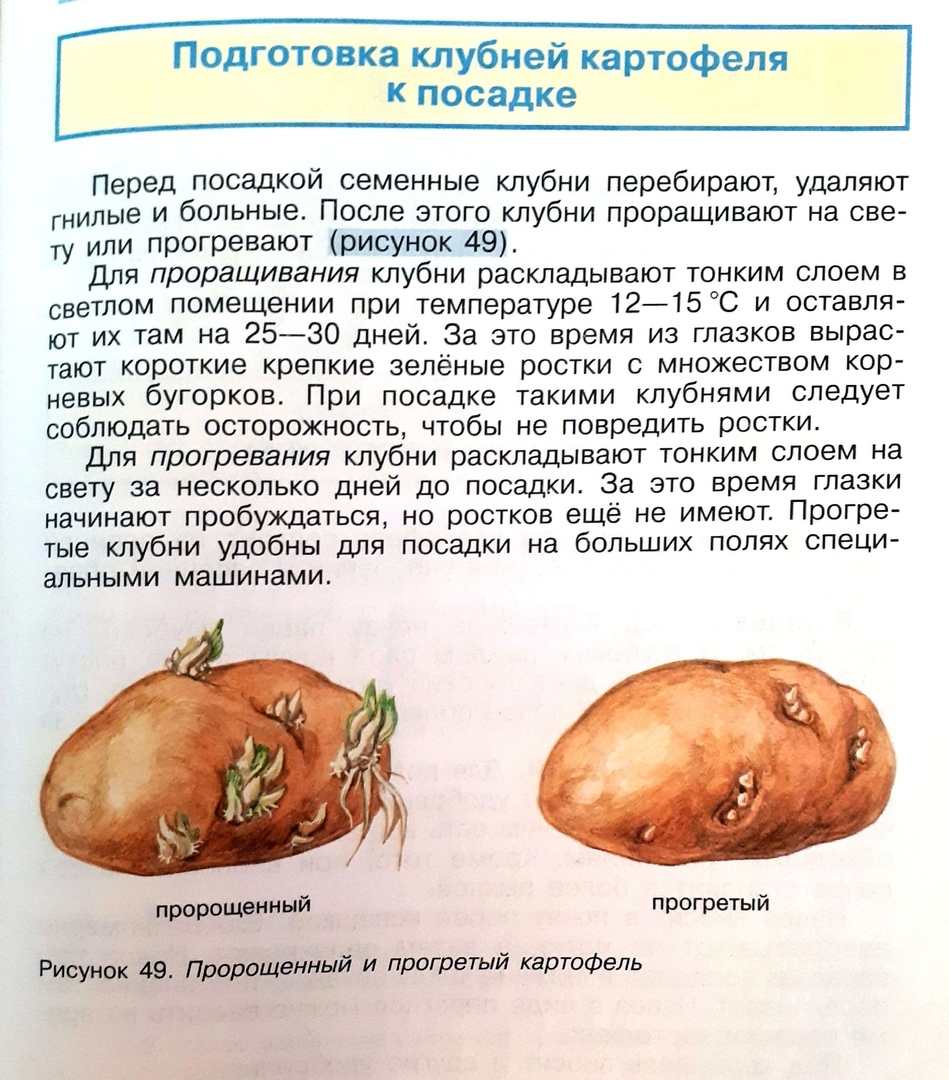 Подготовка клубней картофеля
к посадке
Перед посадкой семенные клубни перебирают, удаляют
гнилые и больные. После этого клубни проращивают на све-
ту или прогревают (рисунок 49).
Для проращивания клубни раскладывают тонким слоем в
светлом помещении при температуре 12—15 °С и оставля-
ют их там на 25—30 дней. За это время из глазков вырас-
тают короткие крепкие зелёные ростки с множеством кор-
невых бугорков. При посадке такими клубнями следует
соблюдать осторожность, чтобы не повредить ростки.
Для прогревания клубни раскладывают тонким слоем на
свету за несколько дней до посадки. За это время глазки
начинают пробуждаться, но ростков ещё не имеют. Прогре-
тые клубни удобны для посадки на больших полях специ-
альными машинами.
пророщенный
прогретый
Рисунок 49. Пророщенный и прогретый картофель